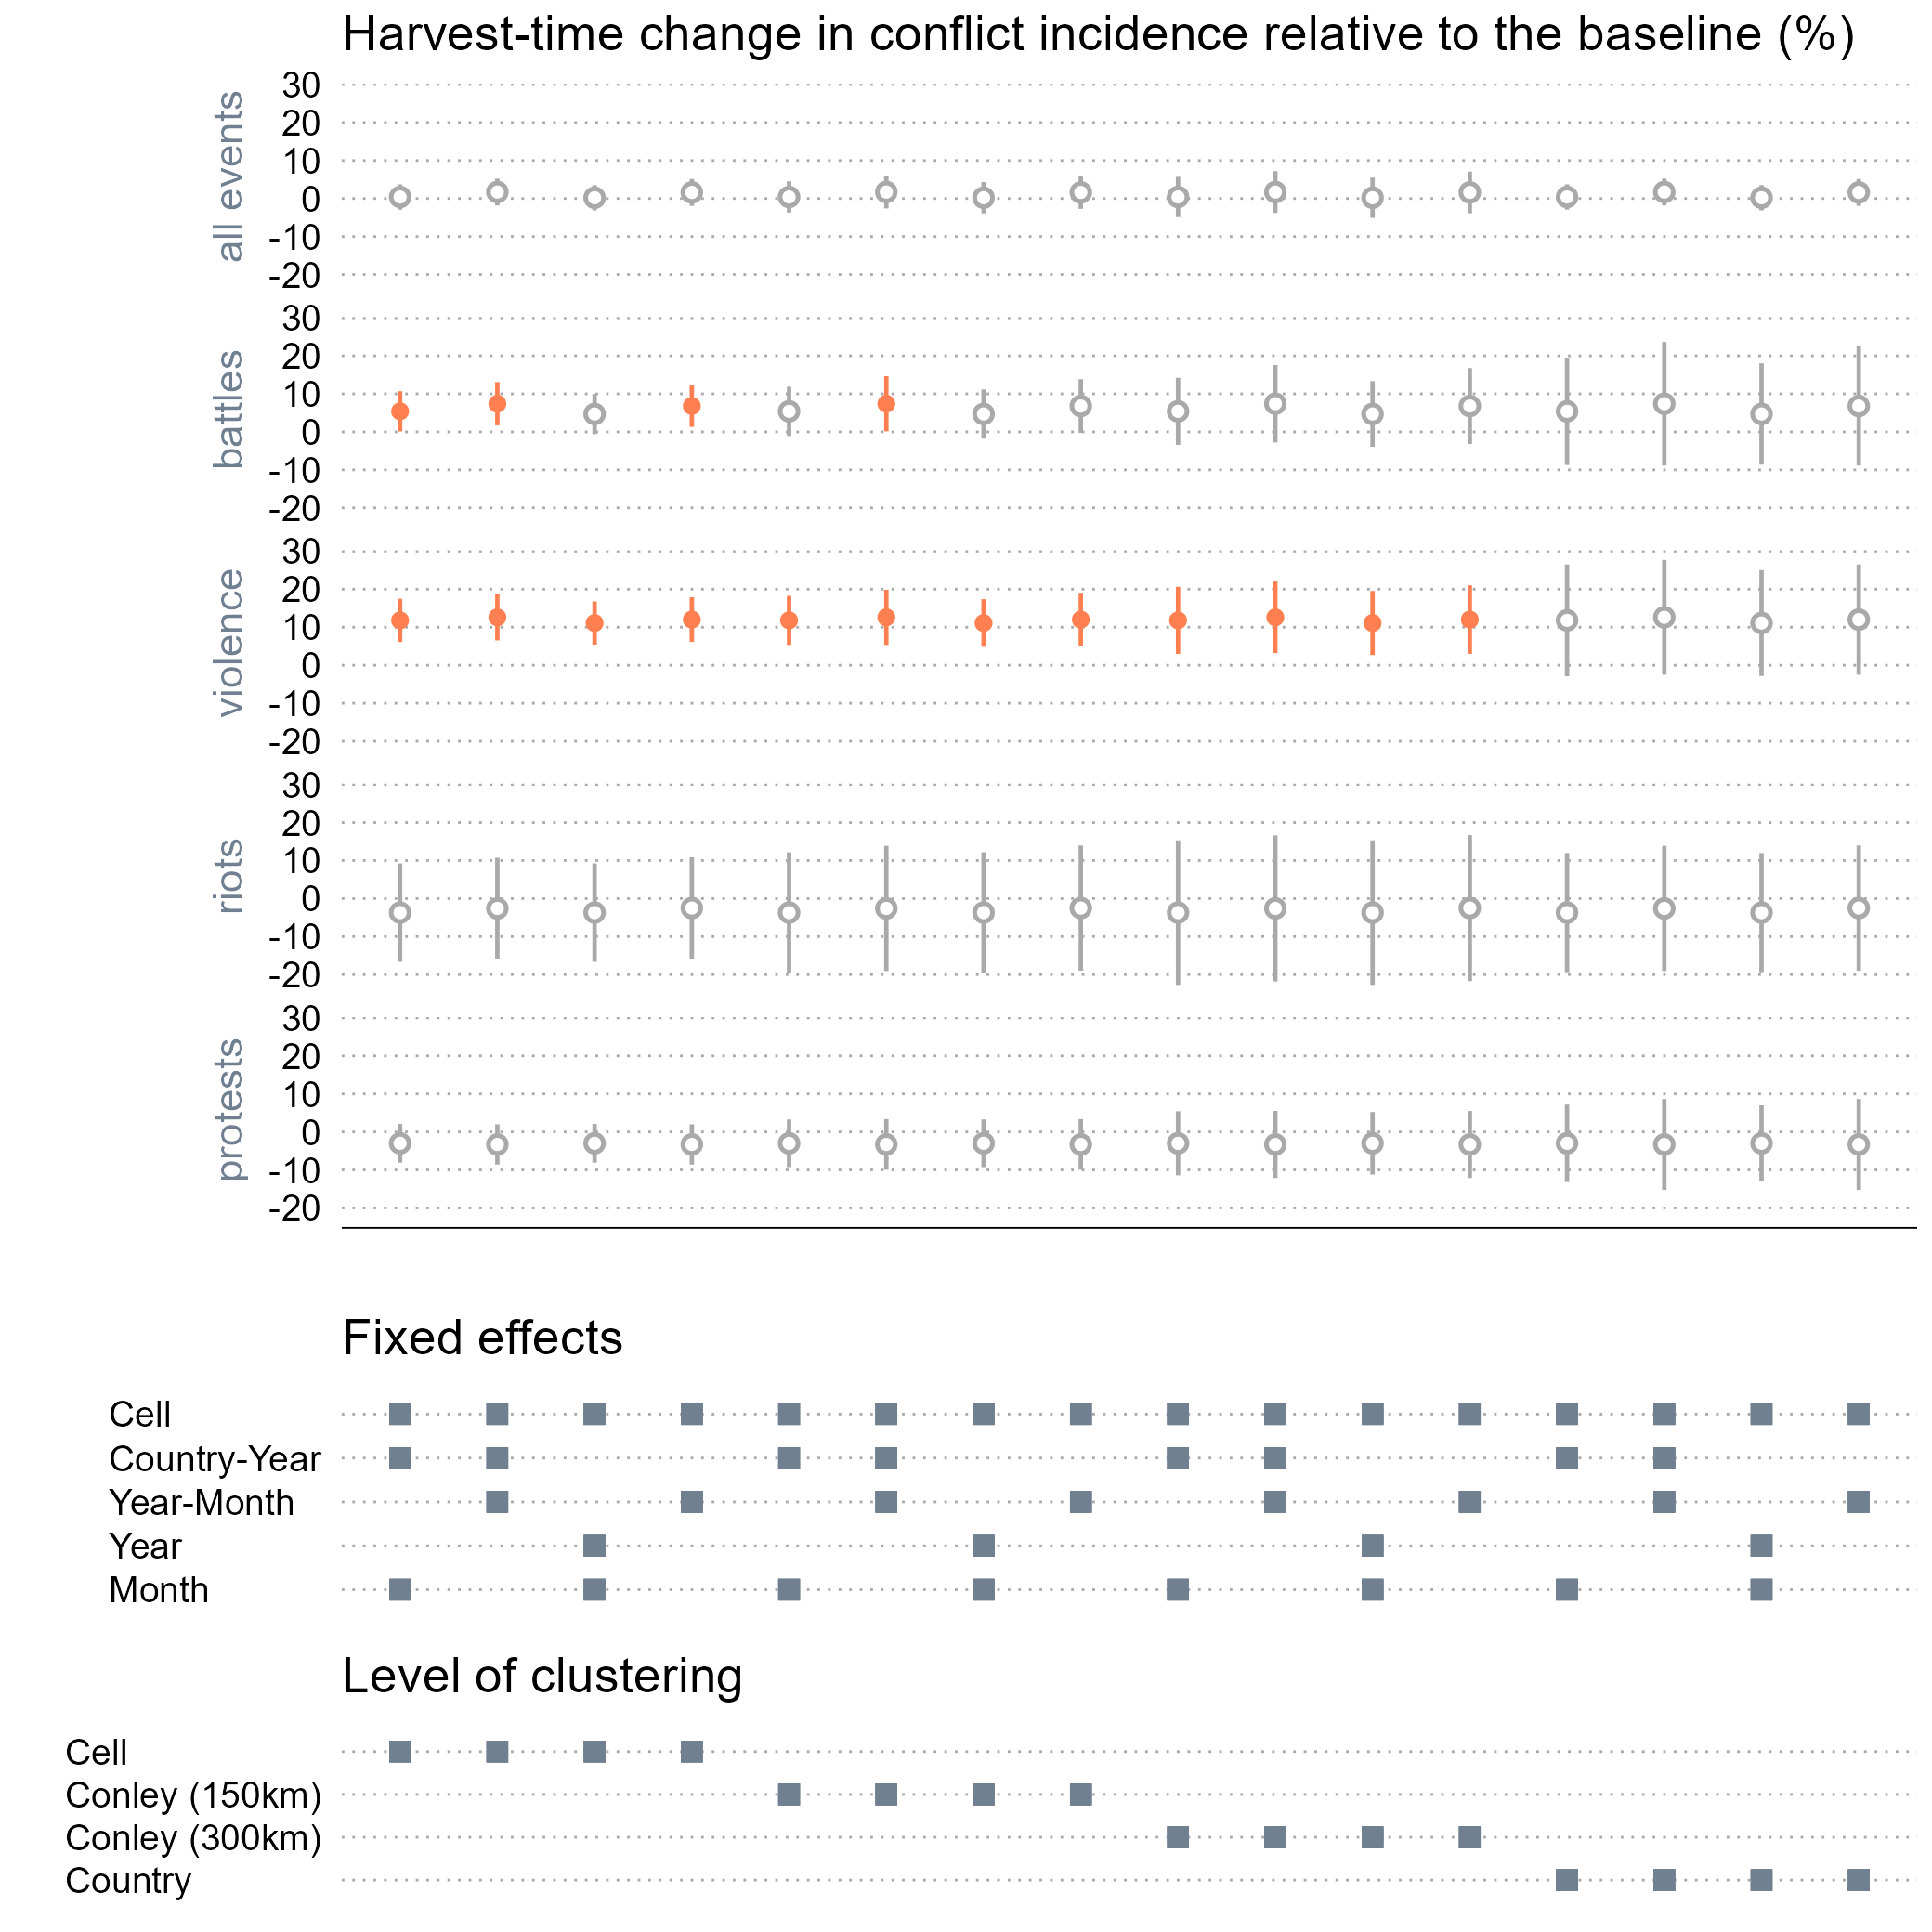 Harvest-time change in conflict incidence relative to the baseline (%)
all events
30
20
10
0
-10
-20
battles
30
20
10
0
-10
-20
violence
30
20
10
0
-10
-20
riots
30
20
10
0
-10
-20
protests
30
20
10
0
-10
-20
Fixed effects
Cell
Country-Year
Year-Month
Year
Month
Level of clustering
Cell
Conley (150km)
Conley (300km)
Country